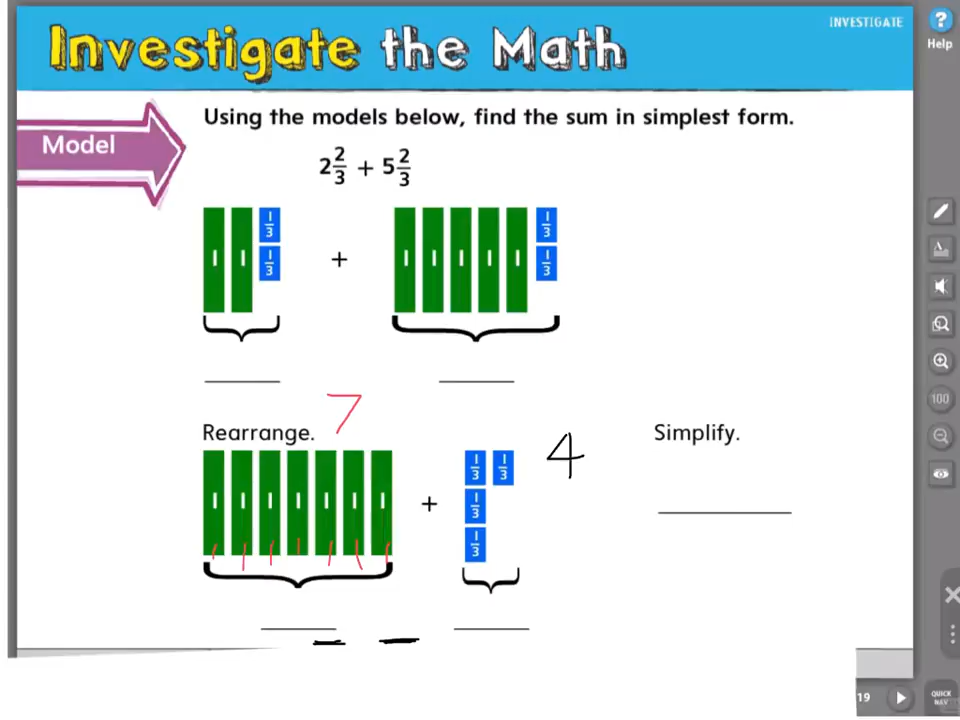 INVESTIGATE
Investigate the Math
Help
Model
Using the models below, find the sum in simplest form.
2 2/3 + 5 2/3
1 1 1/3 1/3 + 1 1 1 1 1 1/3 1/3
7
Rearrange.
4
Simplify.
1 1 1 1 1 1 1 + 1/3 1/3 1/3 1/3
100
19
QUICK NAV